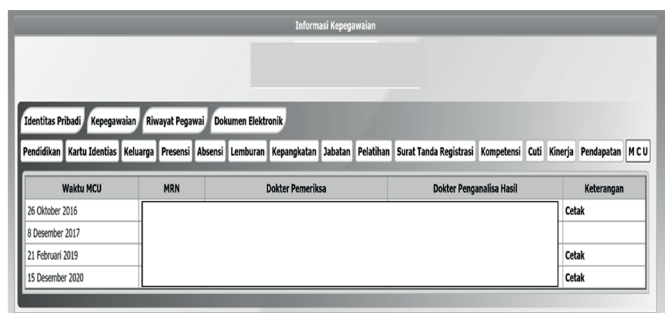 Informasi Kepegawaian
Identitas Pribadi Kepegawaian Riwayat Pegawai Dokumen Elektronik
Pendidikan Kartu Identias Keluarga Presensi Absensi Lemburan Kepangkatan Jabatan Pelatihan Surat Tanda Registrasi Kompetensi Cuti Kinerja Pendapatan M C U
Waktu MCU MRN Dokter Pemeriksa Dokter Penganalisa Hasil Keterangan
26 Oktober 2016 Cetak
8 Desember 2017
21 Februari 2019 Cetak
15 Desember 2020 Cetak